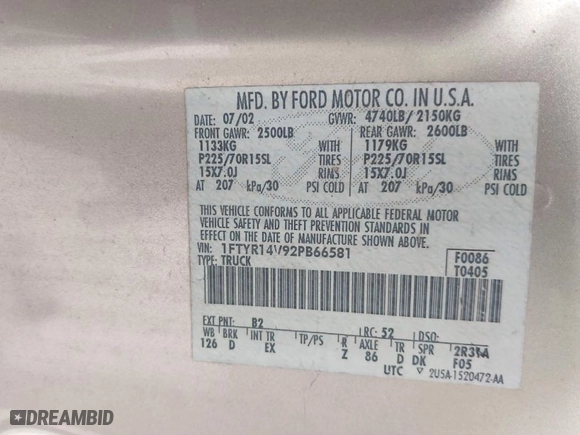 MFD. BY FORD MOTOR CO. IN U.S.A.
DATE: 07/02 GVWR: 4740LB/ 2150KG
FRONT GAWR: 2500LB REAR GAWR: 2600LB
1133KG WITH 1179KG WITH
P225/70R15SL TIRES P225/70R15SL TIRES
15X7.0J RIMS 15X7.0J RIMS
AT 207 kPa/30 PSI COLD AT 207 kPa/30 PSI COLD
THIS VEHICLE CONFORMS TO ALL APPLICABLE FEDERAL MOTOR
VEHICLE SAFETY AND THEFT PREVENTION STANDARDS IN
EFFECT ON THE DATE OF MANUFACTURE SHOWN ABOVE.
VIN: 1FTYR14V92PB66581 F0086
TYPE: TRUCK T0405
EXT PNT: B2 RC: 52 DSO:
WB BRK INT TR TP/PS R AXLE TR SPR
126 D EX Z 86 D DK F05
UTC 2USA-1520472-AA
DREAMBID